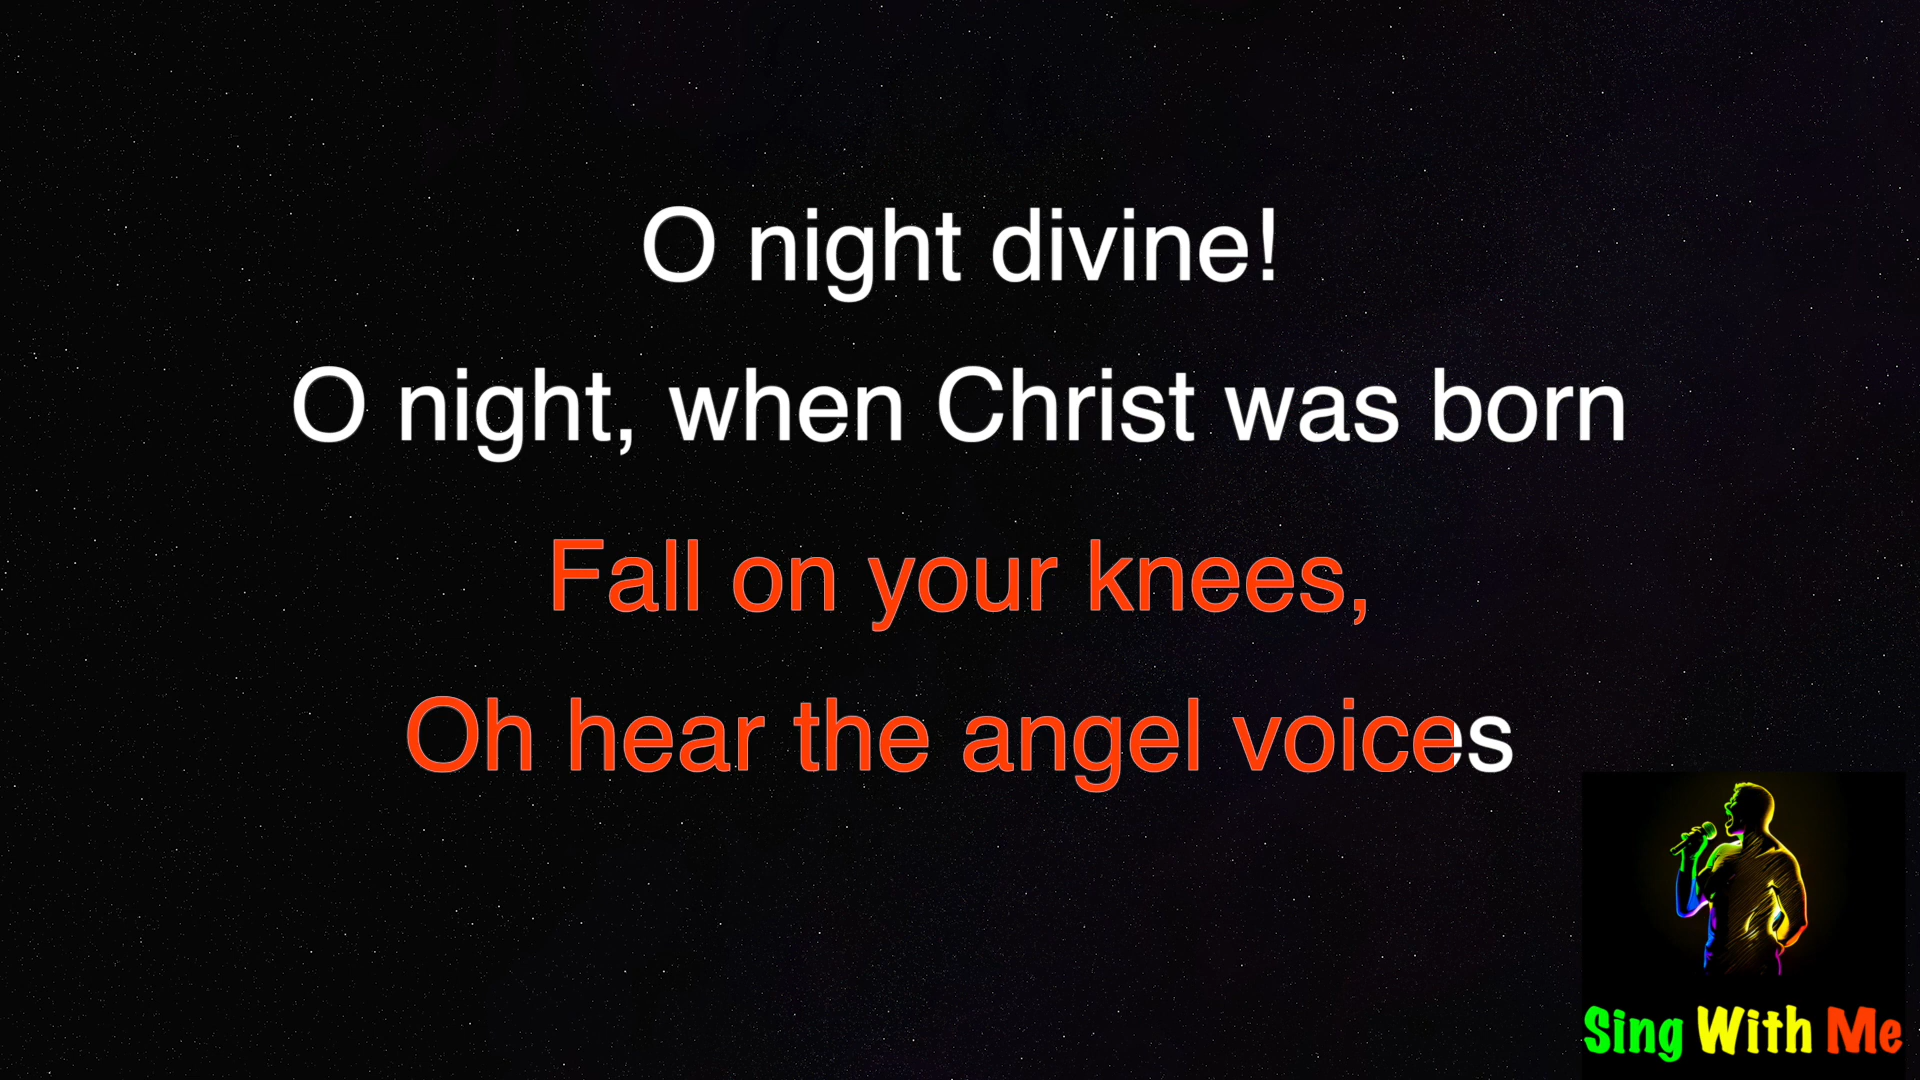 O night divine!
O night, when Christ was born
Fall on your knees,
Oh hear the angel voices
Sing With Me